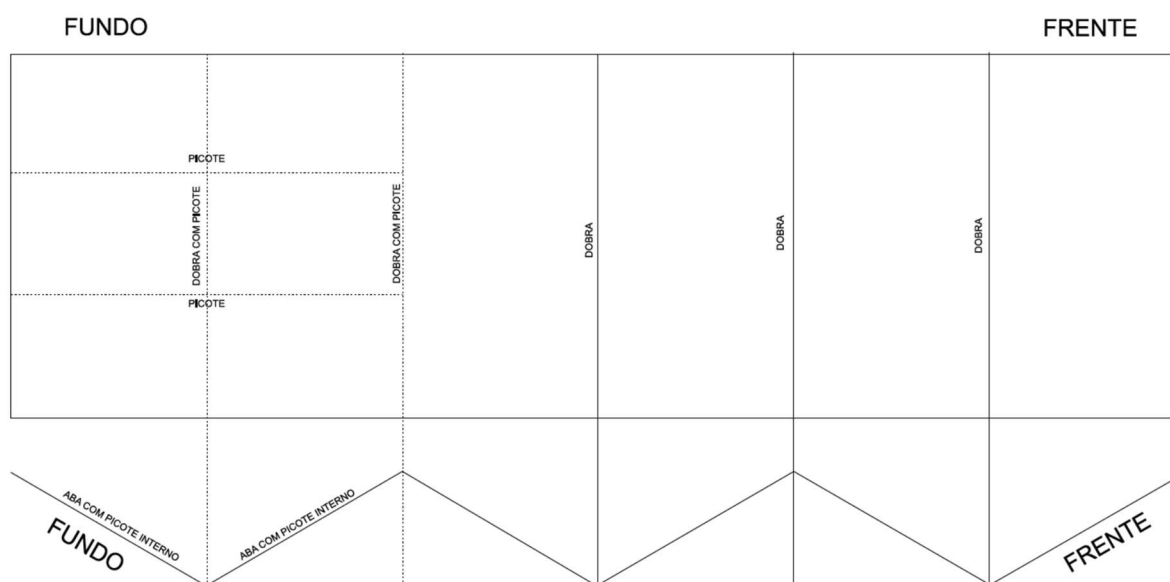 FUNDO
FRENTE
PICOTE
DOBRA COM PICOTE
DOBRA COM PICOTE
DOBRA
DOBRA
DOBRA
PICOTE
ABA COM PICOTE INTERNO
FUNDO
ABA COM PICOTE INTERNO
FRENTE